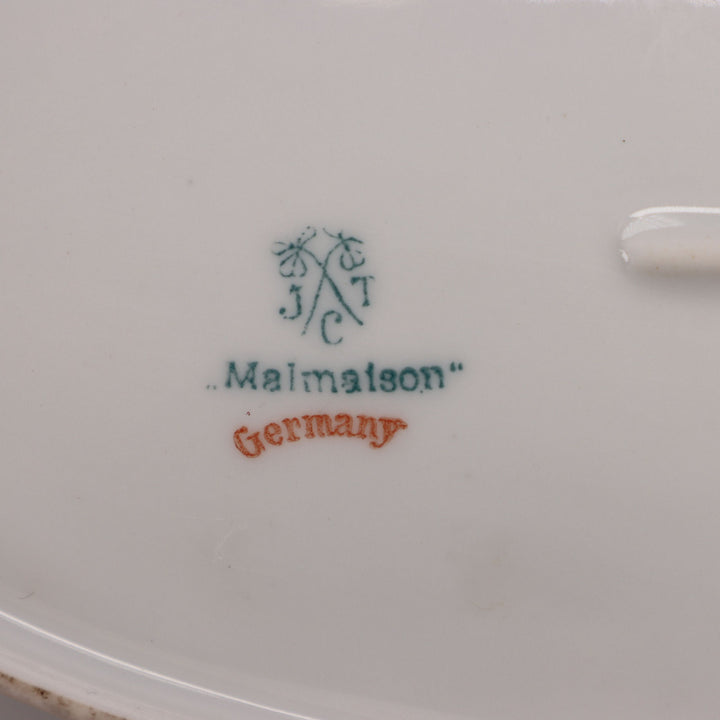 J T
C
„Malmaison“
Germany